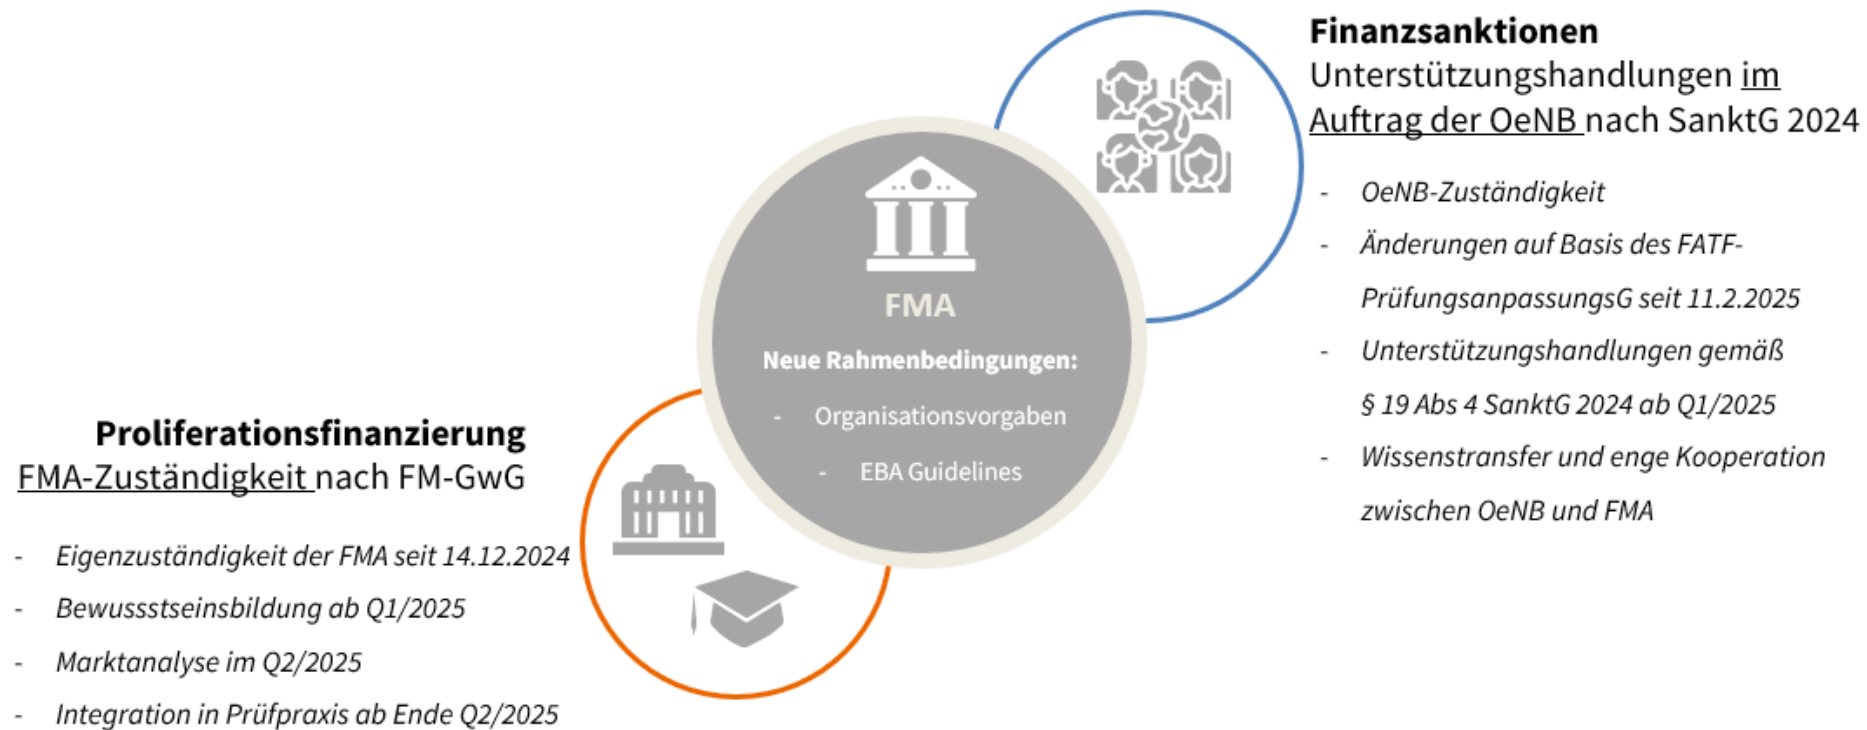 Finanzsanktionen
Unterstützungshandlungen im
Auftrag der OeNB nach SanktG 2024
- OeNB-Zuständigkeit
- Änderungen auf Basis des FATF-
PrüfungsanpassungsG seit 11.2.2025
- Unterstützungshandlungen gemäß
§ 19 Abs 4 SanktG 2024 ab Q1/2025
- Wissenstransfer und enge Kooperation
zwischen OeNB und FMA
FMA
Neue Rahmenbedingungen:
- Organisationsvorgaben
- EBA Guidelines
Proliferationsfinanzierung
FMA-Zuständigkeit nach FM-GwG
- Eigenzuständigkeit der FMA seit 14.12.2024
- Bewussstseinsbildung ab Q1/2025
- Marktanalyse im Q2/2025
- Integration in Prüfpraxis ab Ende Q2/2025